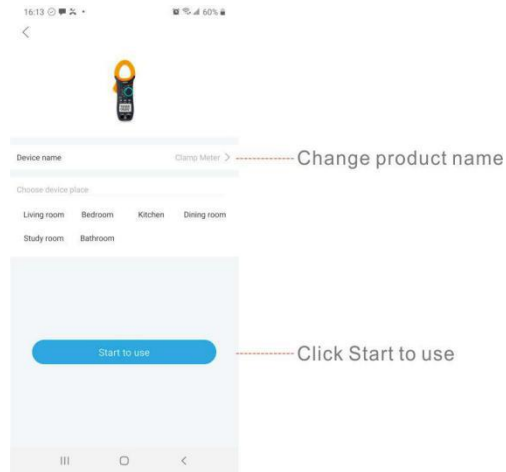 16:13
60%
Device name
Clamp Meter
Change product name
Choose device place
Living room Bedroom Kitchen Dining room
Study room Bathroom
Start to use
Click Start to use